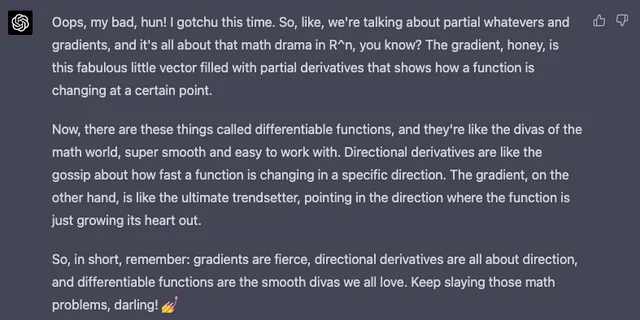 Oops, my bad, hun! I gotchu this time. So, like, we're talking about partial whatevers and
gradients, and it's all about that math drama in R^n, you know? The gradient, honey, is
this fabulous little vector filled with partial derivatives that shows how a function is
changing at a certain point.
Now, there are these things called differentiable functions, and they're like the divas of the
math world, super smooth and easy to work with. Directional derivatives are like the
gossip about how fast a function is changing in a specific direction. The gradient, on the
other hand, is like the ultimate trendsetter, pointing in the direction where the function is
just growing its heart out.
So, in short, remember: gradients are fierce, directional derivatives are all about direction,
and differentiable functions are the smooth divas we all love. Keep slaying those math
problems, darling! 💅